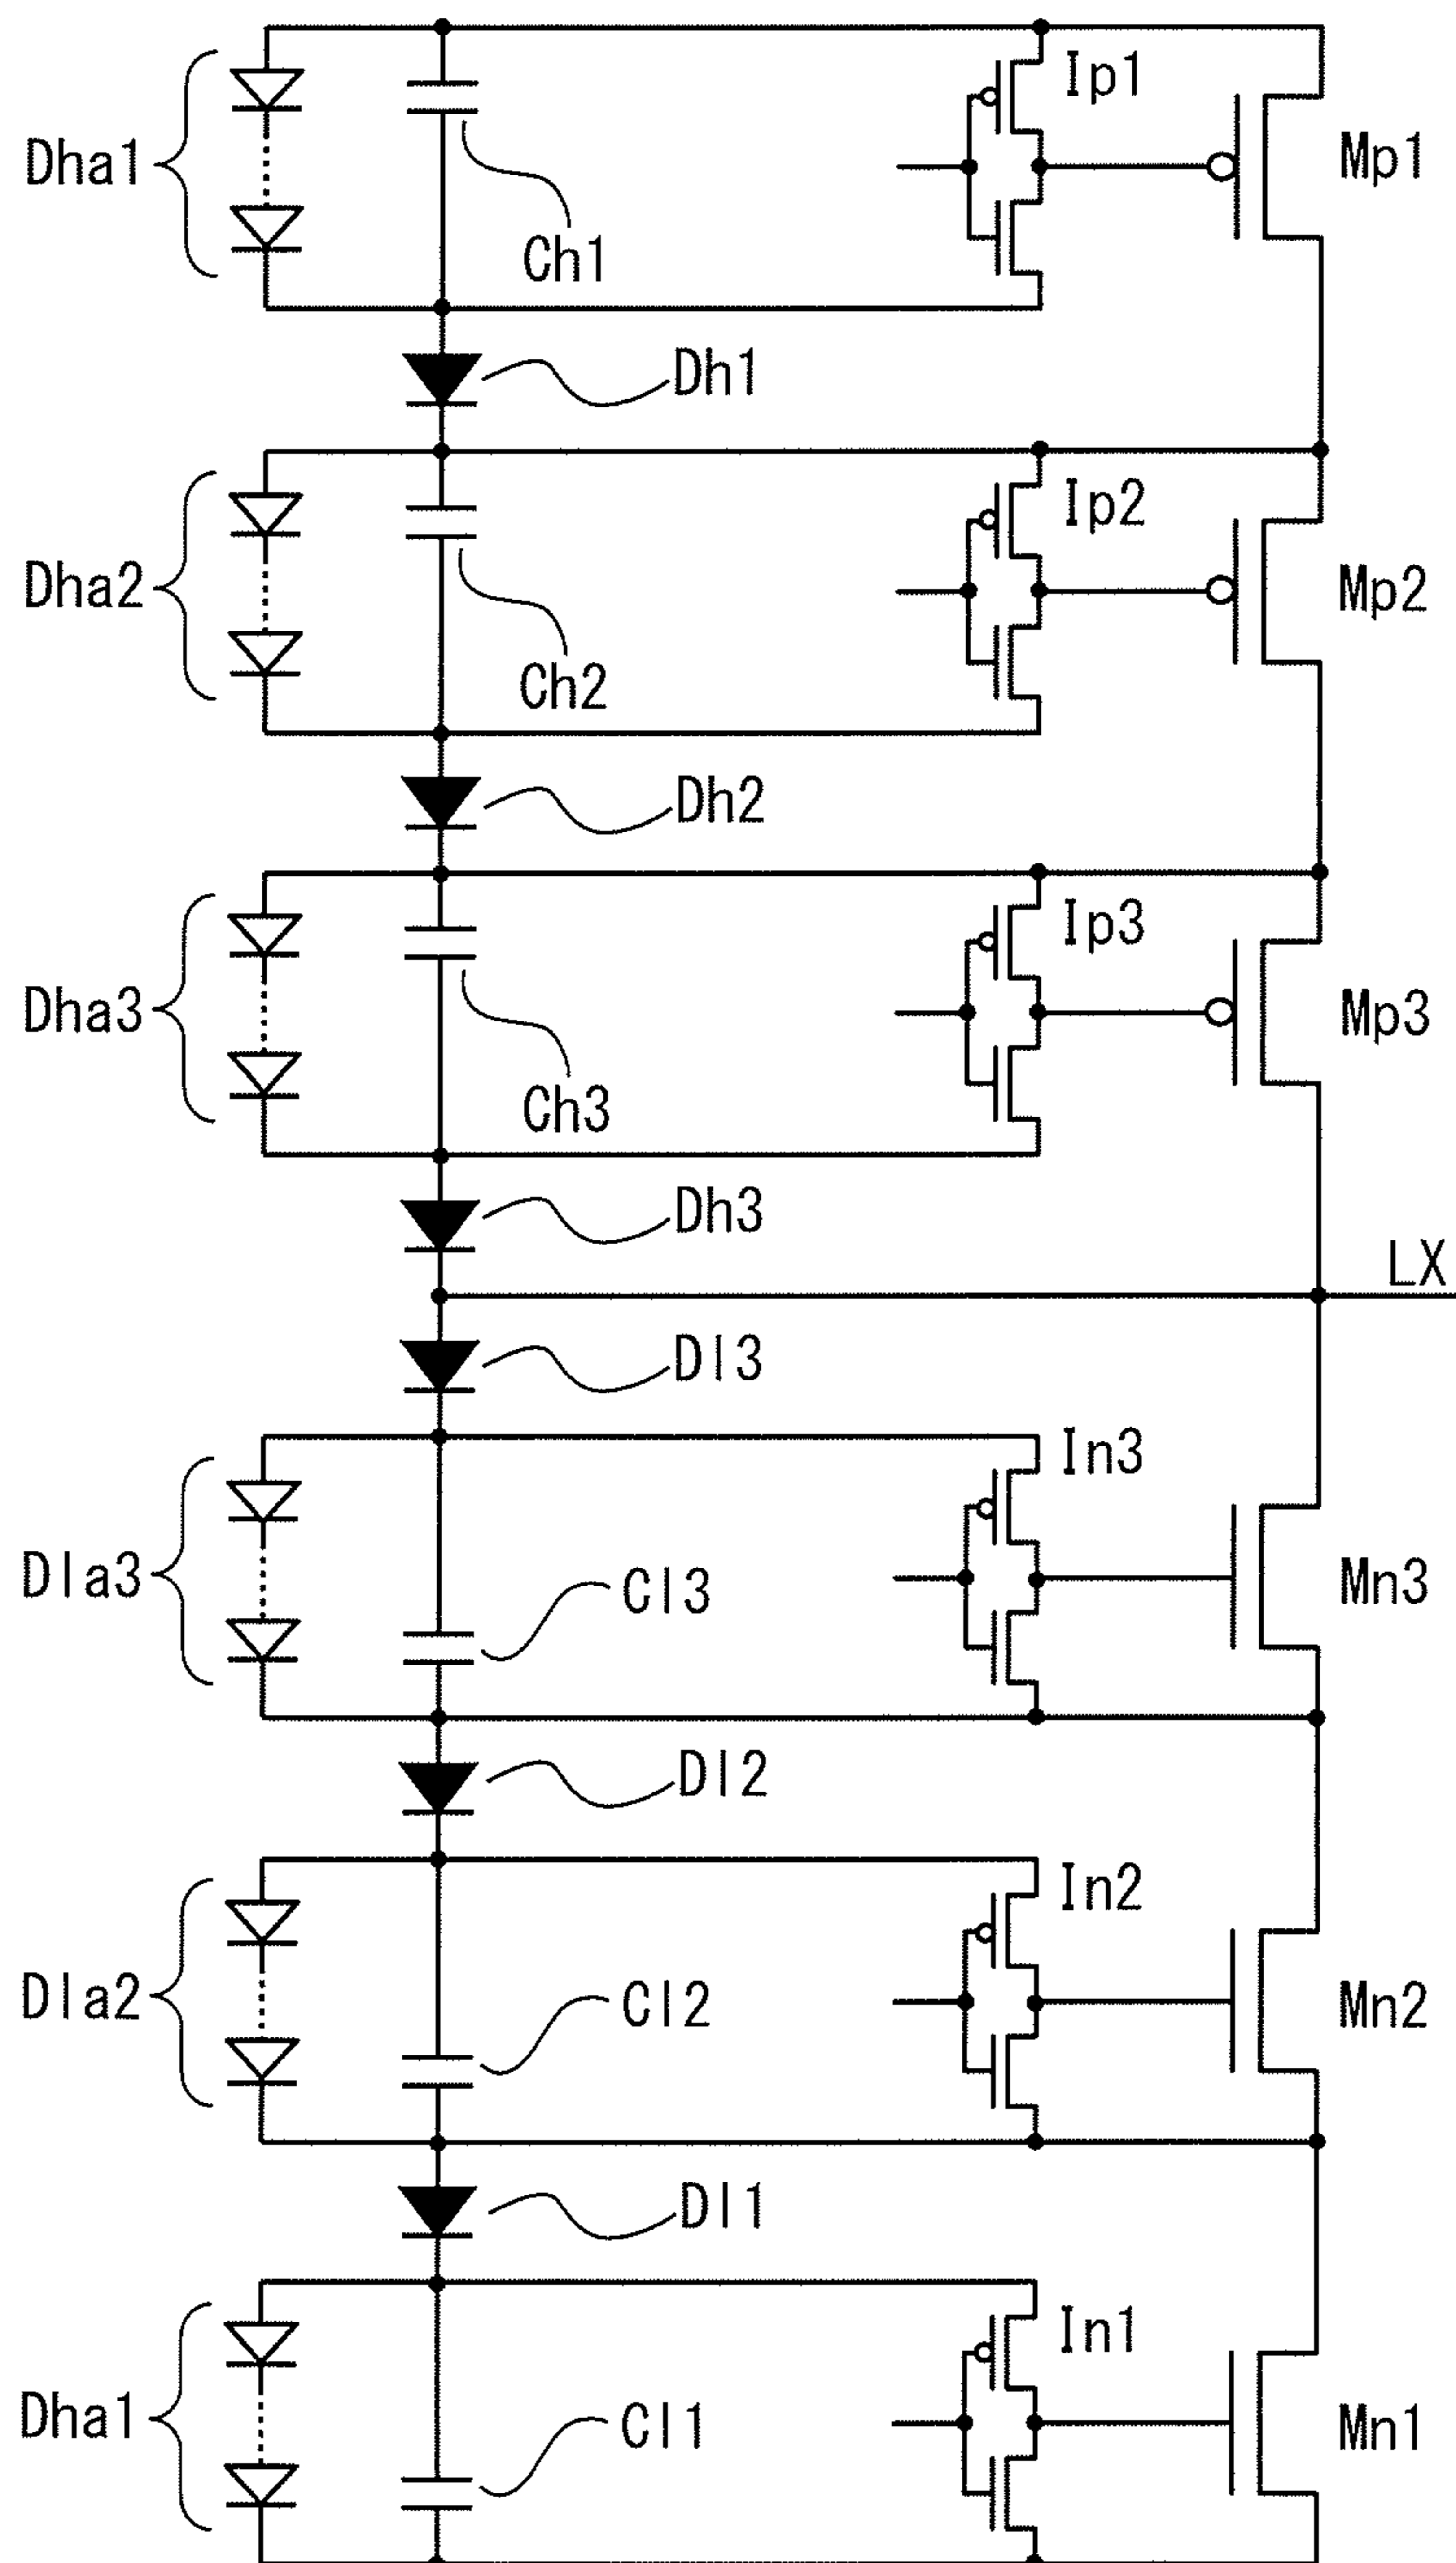 Ip1
Dha1
Mp1
Ch1
Dh1
Ip2
Dha2
Mp2
Ch2
Dh2
Ip3
Dha3
Mp3
Ch3
Dh3
LX
Dl3
In3
Dla3
Cl3
Mn3
Dl2
In2
Dla2
Cl2
Mn2
Dl1
In1
Dha1
Cl1
Mn1